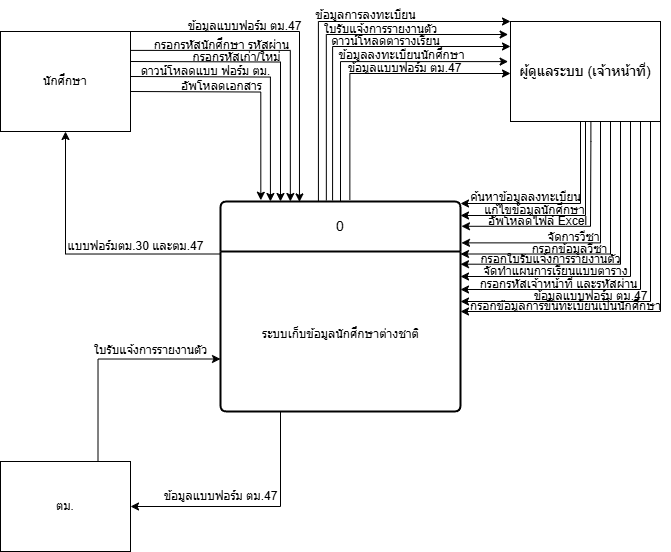 ข้อมูลการลงทะเบียน
ข้อมูลแบบฟอร์ม ตม.47
ใบรับแจ้งการรายงานตัว
ดาวน์โหลดตารางเรียน
กรอกรหัสนักศึกษา รหัสผ่าน
กรอกรหัสเก่า/ใหม่
ข้อมูลลงทะเบียนนักศึกษา
ข้อมูลแบบฟอร์ม ตม.47
ดาวน์โหลดแบบ ฟอร์ม ตม.
อัพโหลดเอกสาร
นักศึกษา
ผู้ดูแลระบบ (เจ้าหน้าที่)
ค้นหาข้อมูลลงทะเบียน
แก้ไขข้อมูลนักศึกษา
อัพโหลดไฟล์ Excel
0
จัดการวิชา
แบบฟอร์มตม.30 และตม.47
กรอกข้อมูลวิชา
กรอกใบรับแจ้งการรายงานตัว
จัดทำแผนการเรียนแบบตาราง
กรอกรหัสเจ้าหน้าที่ และรหัสผ่าน
ข้อมูลแบบฟอร์ม ตม.47
กรอกข้อมูลการขึ้นทะเบียนเป็นนักศึกษา
ระบบเก็บข้อมูลนักศึกษาต่างชาติ
ใบรับแจ้งการรายงานตัว
ข้อมูลแบบฟอร์ม ตม.47
ตม.